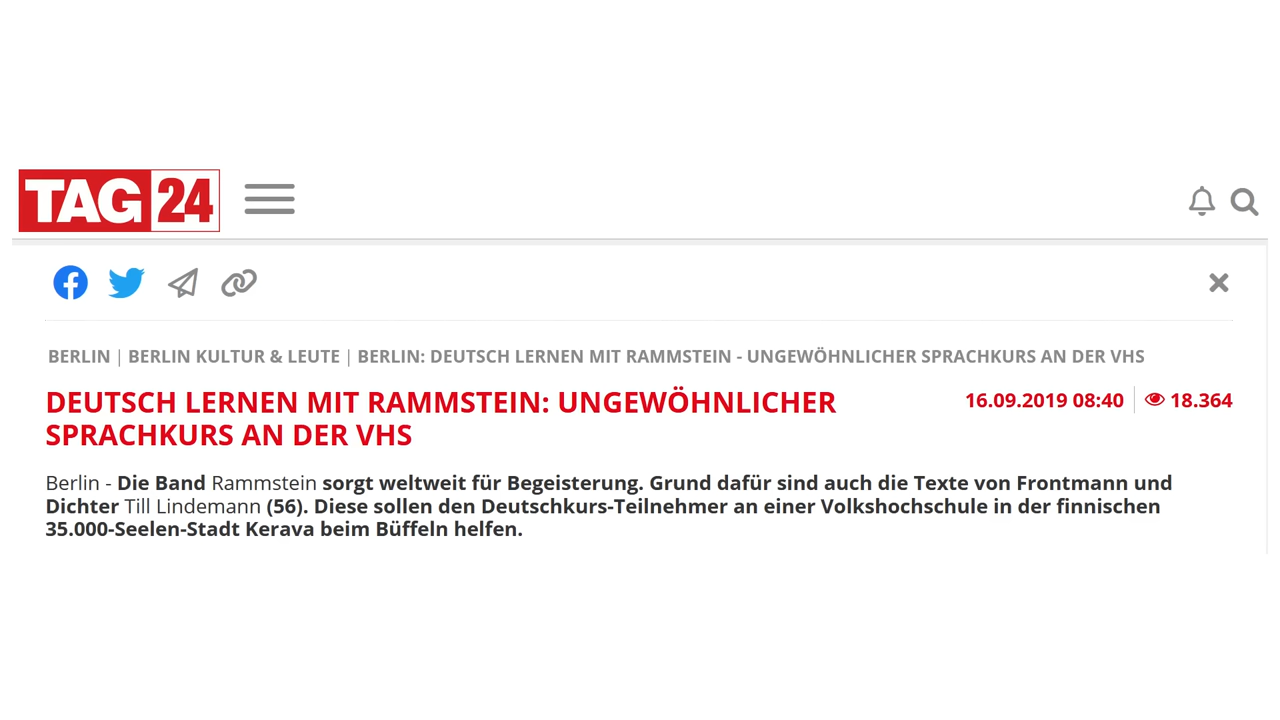 TAG 24
BERLIN | BERLIN KULTUR & LEUTE | BERLIN: DEUTSCH LERNEN MIT RAMMSTEIN - UNGEWÖHNLICHER SPRACHKURS AN DER VHS
DEUTSCH LERNEN MIT RAMMSTEIN: UNGEWÖHNLICHER
SPRACHKURS AN DER VHS
16.09.2019 08:40 18.364
Berlin - Die Band Rammstein sorgt weltweit für Begeisterung. Grund dafür sind auch die Texte von Frontmann und
Dichter Till Lindemann (56). Diese sollen den Deutschkurs-Teilnehmer an einer Volkshochschule in der finnischen
35.000-Seelen-Stadt Kerava beim Büffeln helfen.